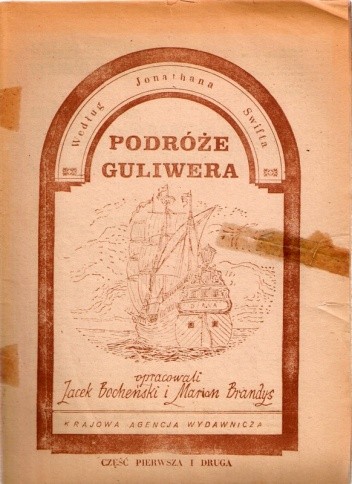 Według Jonathana Swifta
PODRÓŻE
GULIWERA
opracowali
Jacek Bocheński i Marian Brandys
KRAJOWA AGENCJA WYDAWNICZA
CZĘŚĆ PIERWSZA I DRUGA